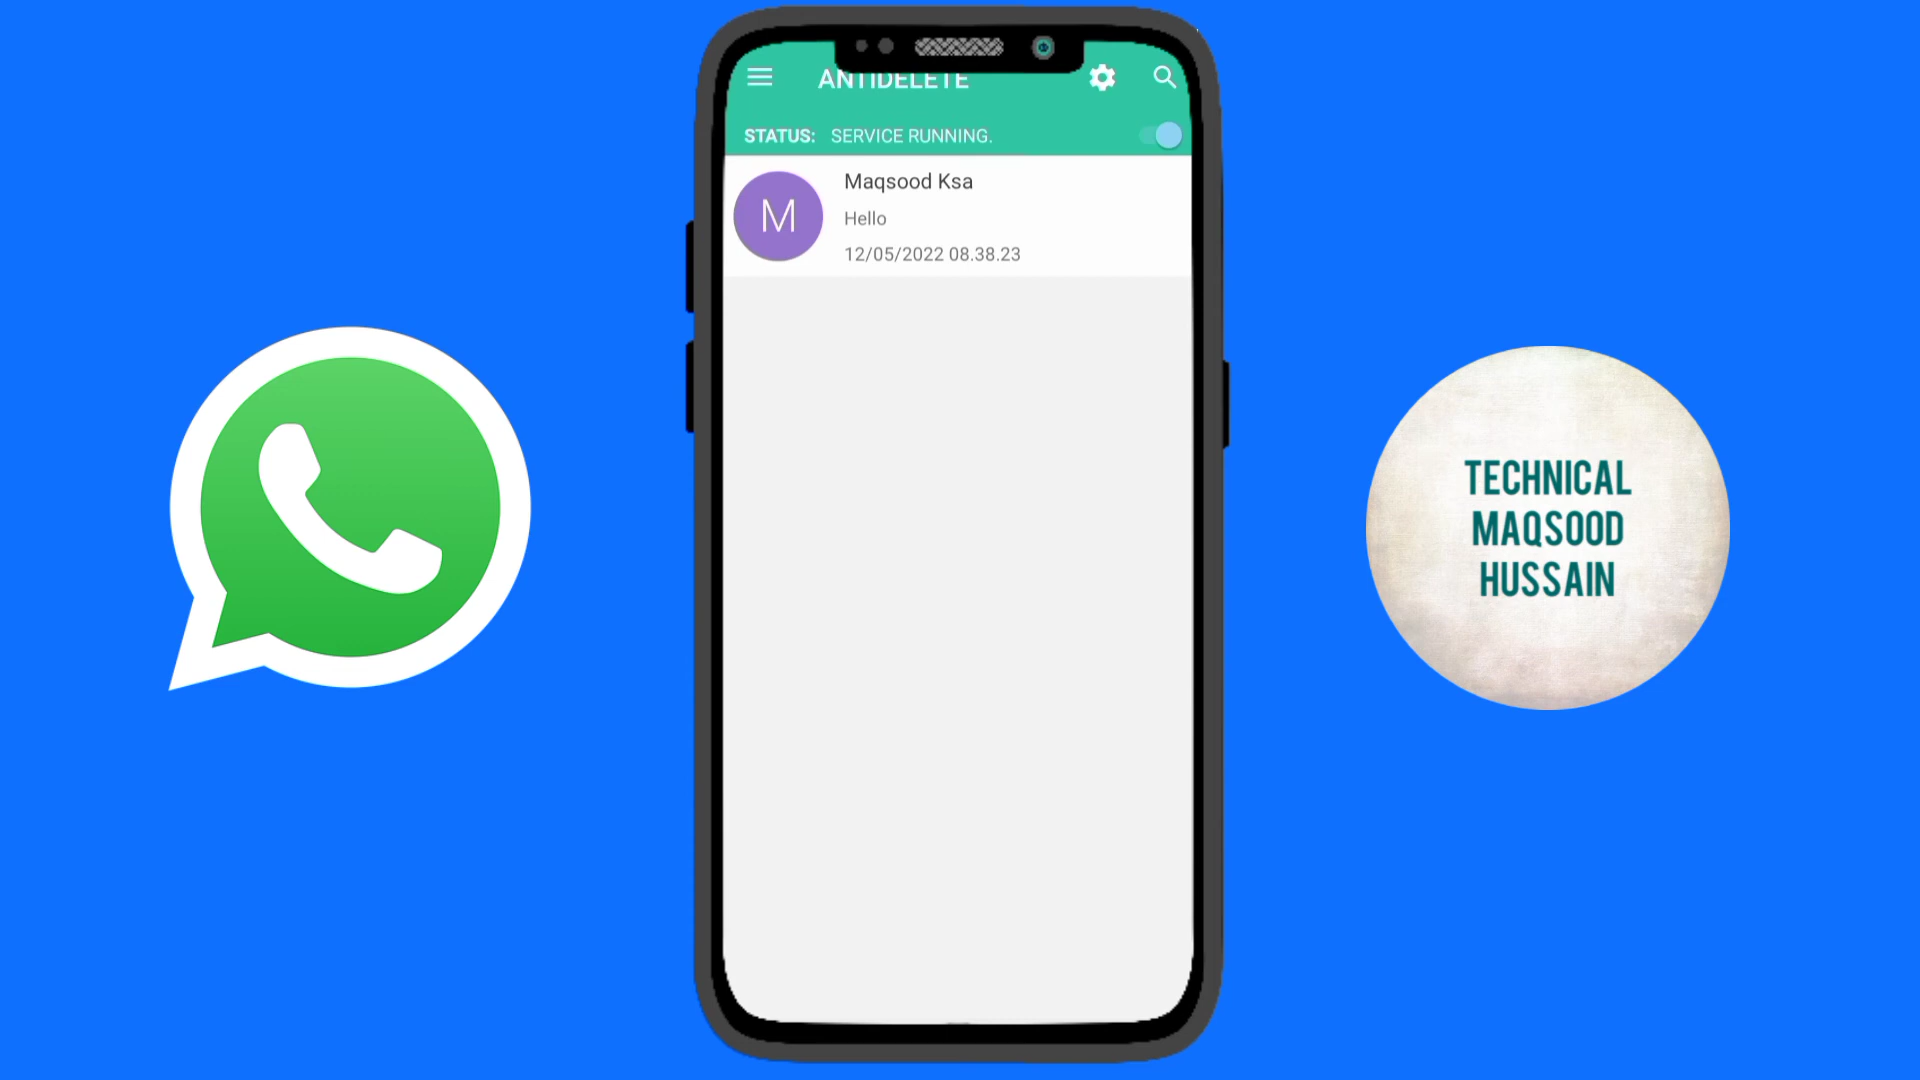 ANTIDELETE
STATUS: SERVICE RUNNING.
M
Maqsood Ksa
Hello
12/05/2022 08.38.23
TECHNICAL
MAQSOOD
HUSSAIN